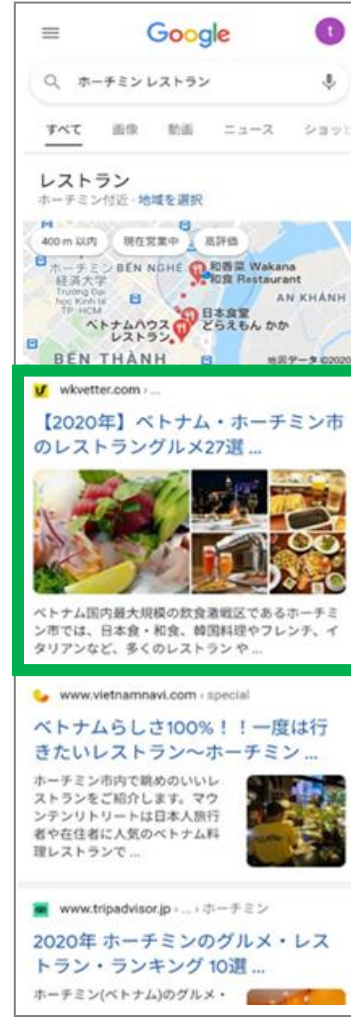 Google
t
ホーチミン レストラン
すべて 画像 動画 ニュース ショッピ
レストラン
ホーチミン付近・地域を選択
400 m 以内 現在営業中 高評価
ホーチミン
経済大学
Trường Đại
học Kinh tế
TP HCM
BEN NGHÉ
和香菜 Wakana
和食 Restaurant
AN KHÁNH
ベトナムハウス
レストラン
日本食堂
どらえもん かか
BẾN THÀNH
地図データ ©2020
wkvetter.com › ...
【2020年】ベトナム・ホーチミン市
のレストラングルメ27選 ...
ベトナム国内最大規模の飲食激戦区であるホーチミ
ン市では、日本食・和食、韓国料理やフレンチ、イ
タリアンなど、多くのレストラン や ...
www.vietnamnavi.com › special
ベトナムらしさ100%！！一度は行
きたいレストラン〜ホーチミン ...
ホーチミン市内で眺めのいいレ
ストランをご紹介します。マウ
ンテンリトリートは日本人旅行
者や在住者に人気のベトナム料
理レストランで ...
www.tripadvisor.jp › ... › ホーチミン
2020年 ホーチミンのグルメ・レス
トラン・ランキング 10選 ...
ホーチミン(ベトナム)のグルメ・